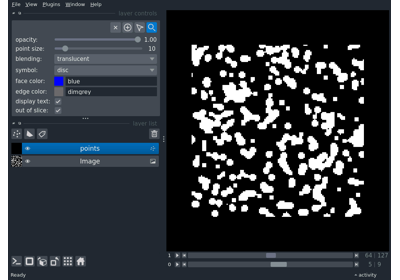 File View Plugins Window Help
layer controls
opacity: 1.00
point size: 10
blending: translucent
symbol: disc
face color: blue
edge color: dimgrey
display text:
out of slice:
layer list
points
Image
1 64 127
0 5 9
Ready activity